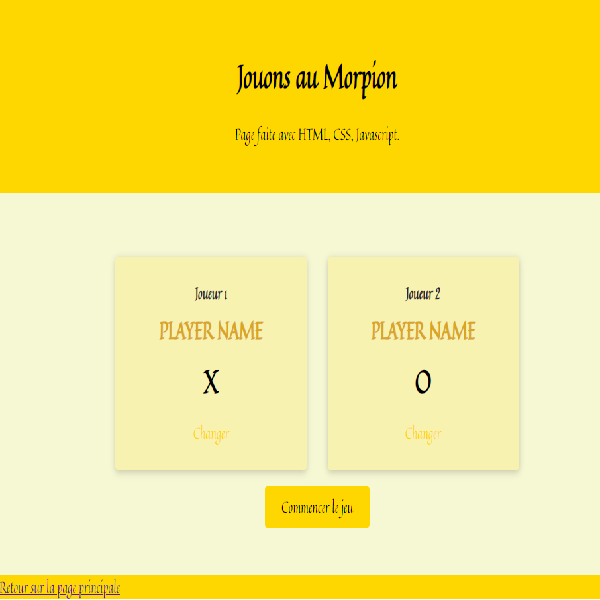 Jouons au Morpion
Page faite avec HTML, CSS, Javascript.
Joueur 1
PLAYER NAME
X
Changer
Joueur 2
PLAYER NAME
O
Changer
Commencer le jeu
Retour sur la page principale